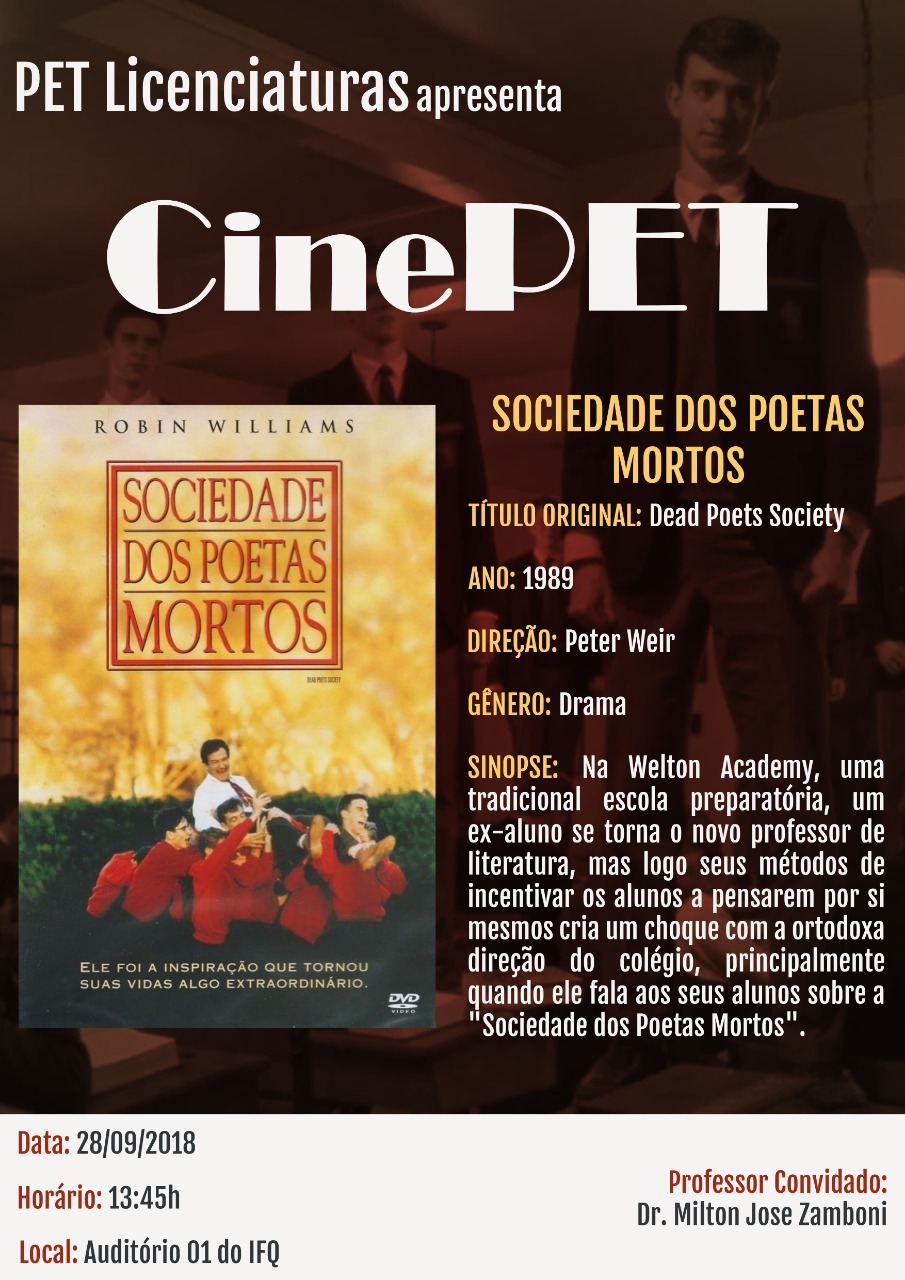 PET Licenciaturas apresenta
CinePET
ROBIN WILLIAMS
SOCIEDADE
DOS POETAS
MORTOS
DEAD POETS SOCIETY
ELE FOI A INSPIRAÇÃO QUE TORNOU
SUAS VIDAS ALGO EXTRAORDINÁRIO.
DVD
VIDEO
SOCIEDADE DOS POETAS
MORTOS
TÍTULO ORIGINAL: Dead Poets Society
ANO: 1989
DIREÇÃO: Peter Weir
GÊNERO: Drama
SINOPSE: Na Welton Academy, uma
tradicional escola preparatória, um
ex-aluno se torna o novo professor de
literatura, mas logo seus métodos de
incentivar os alunos a pensarem por si
mesmos cria um choque com a ortodoxa
direção do colégio, principalmente
quando ele fala aos seus alunos sobre a
"Sociedade dos Poetas Mortos".
Data: 28/09/2018
Horário: 13:45h
Local: Auditório 01 do IFQ
Professor Convidado:
Dr. Milton Jose Zamboni